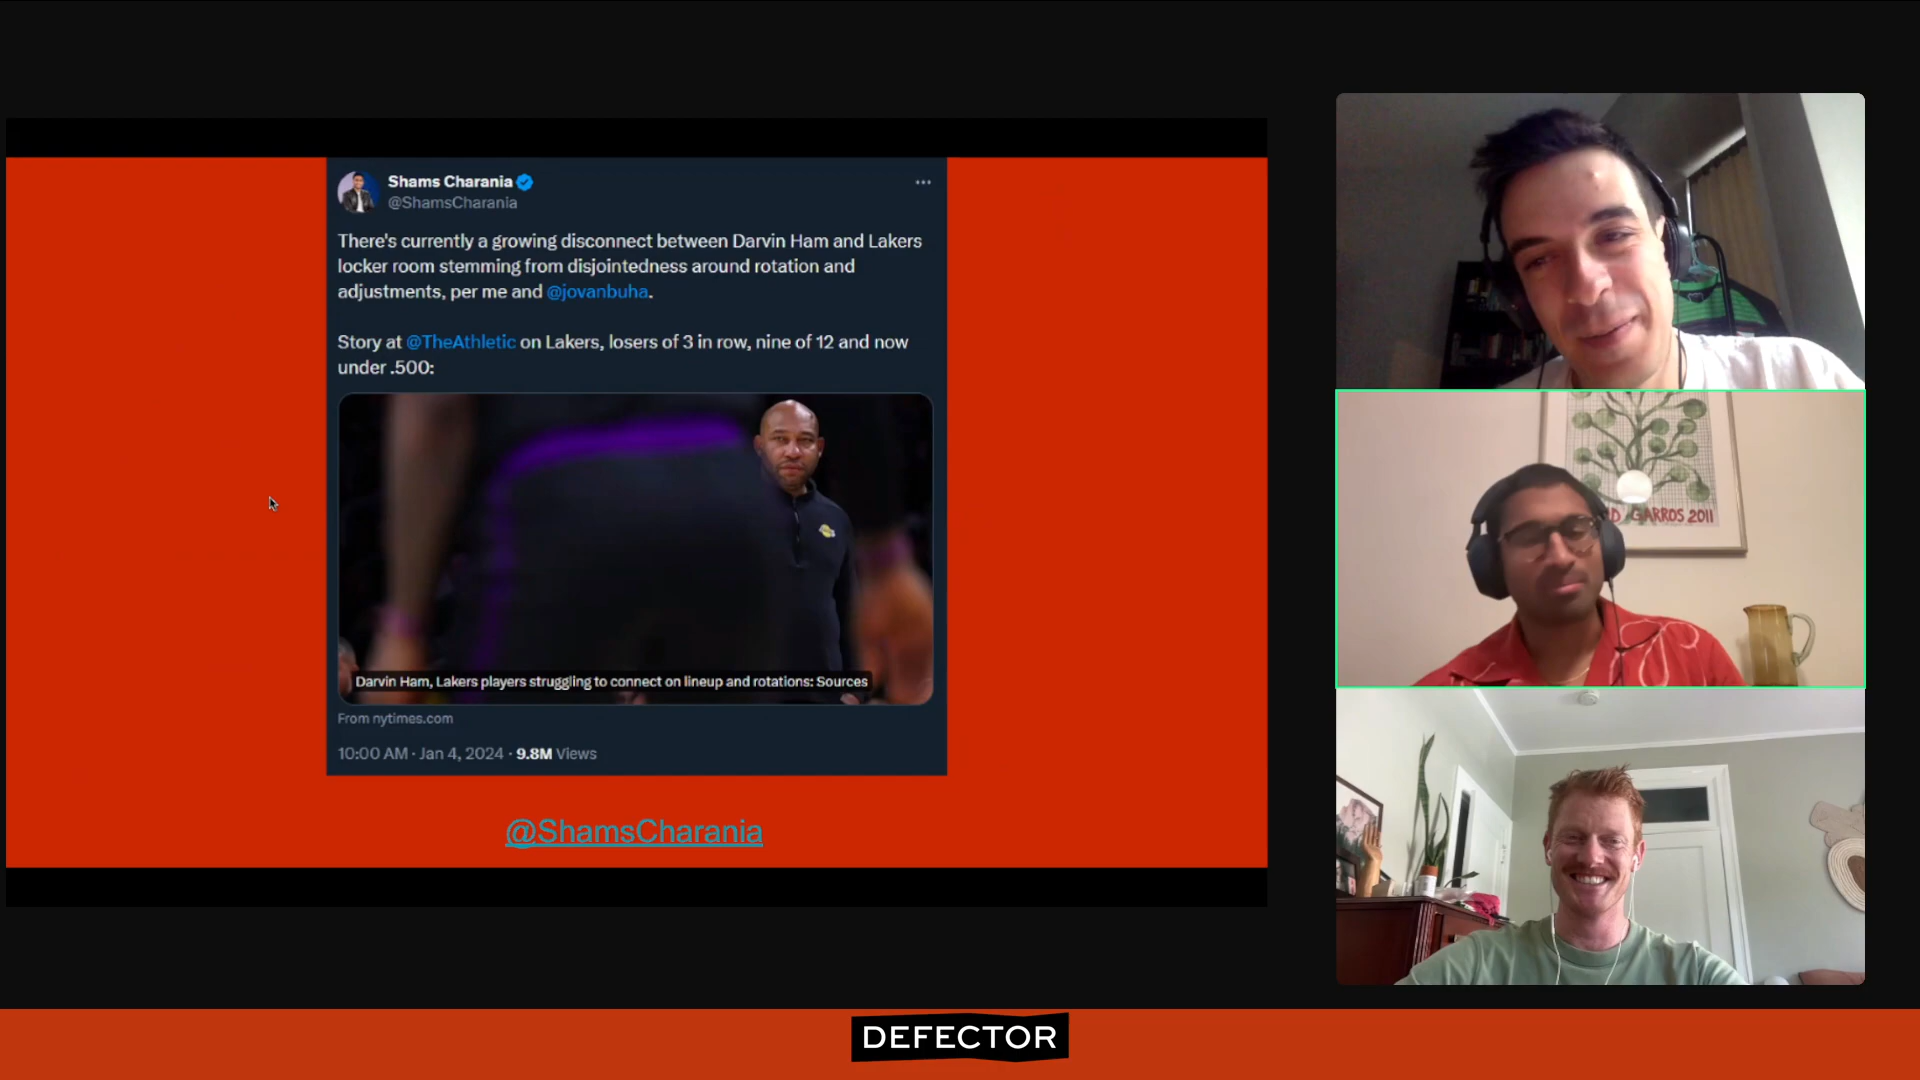 Shams Charania
@ShamsCharania
There's currently a growing disconnect between Darvin Ham and Lakers
locker room stemming from disjointedness around rotation and
adjustments, per me and @jovanbuha.
Story at @TheAthletic on Lakers, losers of 3 in row, nine of 12 and now
under .500:
Darvin Ham, Lakers players struggling to connect on lineup and rotations: Sources
From nytimes.com
10:00 AM · Jan 4, 2024 · 9.8M Views
@ShamsCharania
GARROS 2011
DEFECTOR